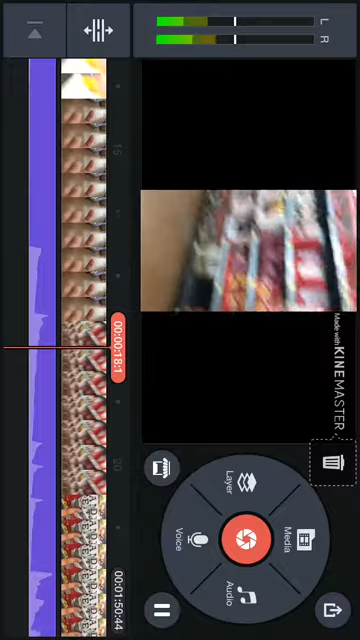 L
R
15
00:00:18:1
20
00:01:50:44
Made with KINEMASTER
Layer
Media
Voice
Audio